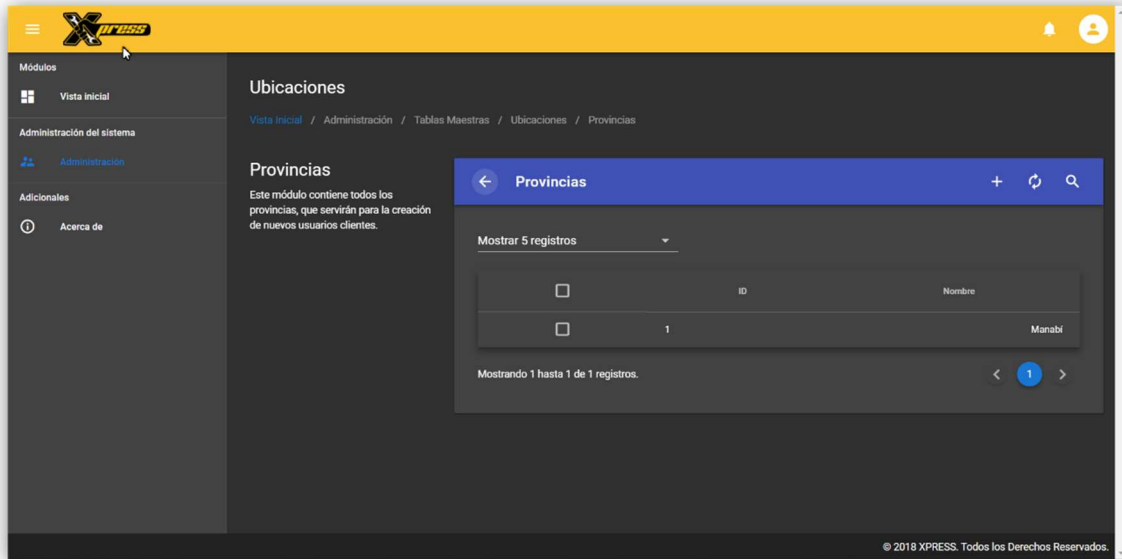 Xpress
Módulos
Vista inicial
Administración del sistema
Administración
Adicionales
Acerca de
Ubicaciones
Vista Inicial / Administración / Tablas Maestras / Ubicaciones / Provincias
Provincias
Este módulo contiene todos los
provincias, que servirán para la creación
de nuevos usuarios clientes.
Provincias
Mostrar 5 registros
ID Nombre
1 Manabí
Mostrando 1 hasta 1 de 1 registros.
1
© 2018 XPRESS. Todos los Derechos Reservados.